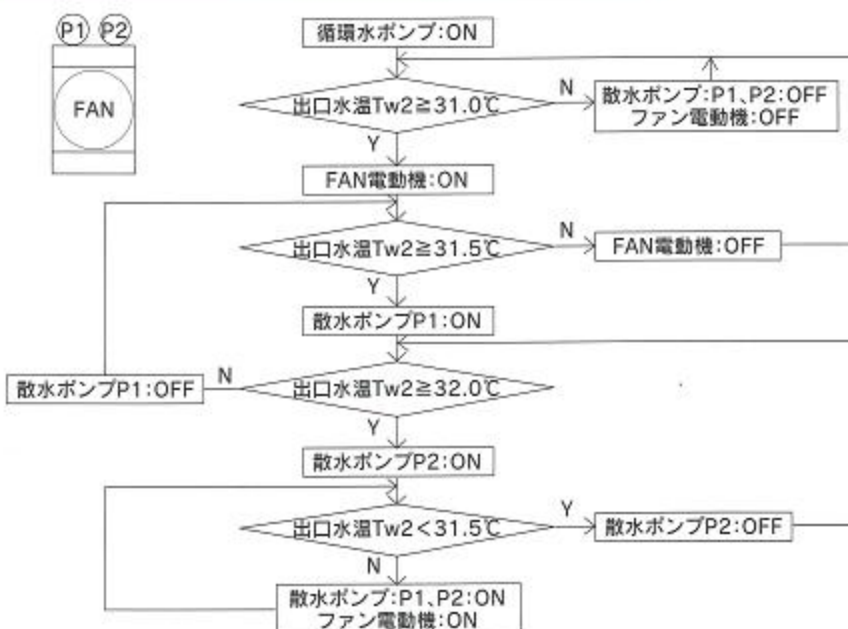 P1 P2
FAN
循環水ポンプ:ON
出口水温Tw2≧31.0℃
N
散水ポンプ:P1、P2:OFF
ファン電動機:OFF
Y
FAN電動機:ON
出口水温Tw2≧31.5℃
N
FAN電動機:OFF
Y
散水ポンプP1:ON
出口水温Tw2≧32.0℃
N
散水ポンプP1:OFF
Y
散水ポンプP2:ON
出口水温Tw2<31.5℃
Y
散水ポンプP2:OFF
N
散水ポンプ:P1、P2:ON
ファン電動機:ON